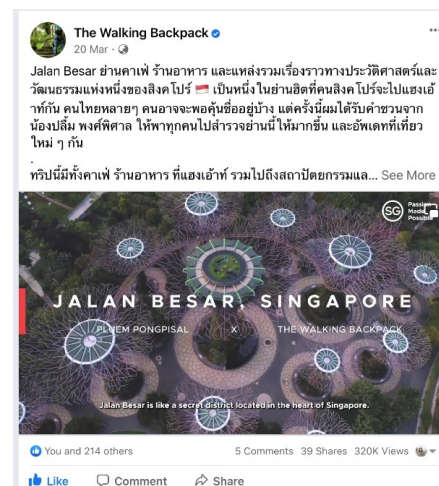 The Walking Backpack
20 Mar ·
Jalan Besar ย่านคาเฟ่ ร้านอาหาร และแหล่งรวมเรื่องราวทางประวัติศาสตร์และ
วัฒนธรรมแห่งหนึ่งของสิงคโปร์ 🇸🇬 เป็นหนึ่ง ในย่านฮิตที่คนสิงคโปร์จะไปแฮงเอ้
าท์กัน คนไทยหลายๆ คนอาจจะพอคุ้นชื่ออยู่บ้าง แต่ครั้งนี้ผมได้รับคำชวนจาก
น้องปลื้ม พงศ์พิศาล ให้พาทุกคนไปสำรวจย่านนี้ให้มากขึ้น และอัพเดทที่เที่ยว
ใหม่ ๆ กัน
.
ทริปนี้มีทั้งคาเฟ่ ร้านอาหาร ที่แฮงเอ้าท์ รวมไปถึงสถาปัตยกรรมแล... See More
SG Passion
Made
Possible
JALAN BESAR, SINGAPORE
PLUEM PONGPISAL X THE WALKING BACKPACK
Jalan Besar is like a secret district located in the heart of Singapore.
You and 214 others 5 Comments 39 Shares 320K Views
Like Comment Share